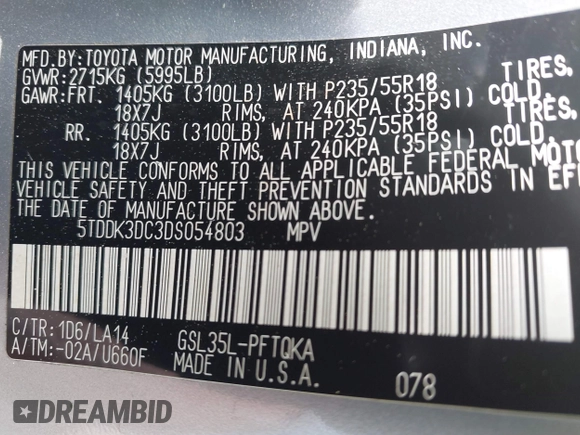 MFD.BY:TOYOTA MOTOR MANUFACTURING, INDIANA, INC.
GVWR:2715KG (5995LB)
GAWR:FRT. 1405KG (3100LB) WITH P235/55R18 TIRES,
18X7J RIMS, AT 240KPA (35PSI) COLD.
RR. 1405KG (3100LB) WITH P235/55R18 TIRES,
18X7J RIMS, AT 240KPA (35PSI) COLD.
THIS VEHICLE CONFORMS TO ALL APPLICABLE FEDERAL MOTO
VEHICLE SAFETY AND THEFT PREVENTION STANDARDS IN EF
THE DATE OF MANUFACTURE SHOWN ABOVE.
5TDDK3DC3DS054803 MPV
C/TR:1D6/LA14 GSL35L-PFTQKA
A/TM:-02A/U660F MADE IN U.S.A. 078
DREAMBID